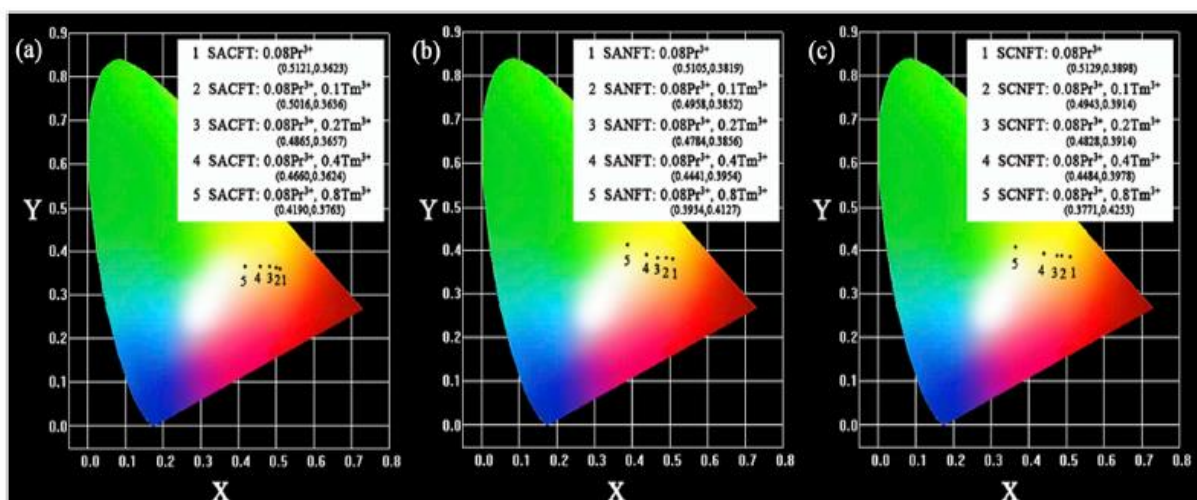 (a)
1 SACFT: 0.08Pr³⁺
(0.5121,0.3623)
2 SACFT: 0.08Pr³⁺, 0.1Tm³⁺
(0.5016,0.3636)
3 SACFT: 0.08Pr³⁺, 0.2Tm³⁺
(0.4865,0.3657)
4 SACFT: 0.08Pr³⁺, 0.4Tm³⁺
(0.4660,0.3624)
5 SACFT: 0.08Pr³⁺, 0.8Tm³⁺
(0.4190,0.3763)
0.9
0.8
0.7
0.6
0.5
Y
0.4
0.3
0.2
0.1
0.0
5 4 3 2 1
0.0 0.1 0.2 0.3 0.4 0.5 0.6 0.7 0.8
X
(b)
1 SANFT: 0.08Pr³⁺
(0.5105,0.3819)
2 SANFT: 0.08Pr³⁺, 0.1Tm³⁺
(0.4958,0.3852)
3 SANFT: 0.08Pr³⁺, 0.2Tm³⁺
(0.4784,0.3856)
4 SANFT: 0.08Pr³⁺, 0.4Tm³⁺
(0.4441,0.3954)
5 SANFT: 0.08Pr³⁺, 0.8Tm³⁺
(0.3934,0.4127)
0.9
0.8
0.7
0.6
0.5
Y
0.4
0.3
0.2
0.1
0.0
5 4 3 2 1
0.0 0.1 0.2 0.3 0.4 0.5 0.6 0.7 0.8
X
(c)
1 SCNFT: 0.08Pr³⁺
(0.5129,0.3898)
2 SCNFT: 0.08Pr³⁺, 0.1Tm³⁺
(0.4943,0.3914)
3 SCNFT: 0.08Pr³⁺, 0.2Tm³⁺
(0.4828,0.3914)
4 SCNFT: 0.08Pr³⁺, 0.4Tm³⁺
(0.4484,0.3978)
5 SCNFT: 0.08Pr³⁺, 0.8Tm³⁺
(0.3771,0.4253)
0.9
0.8
0.7
0.6
0.5
Y
0.4
0.3
0.2
0.1
0.0
5 4 3 2 1
0.0 0.1 0.2 0.3 0.4 0.5 0.6 0.7 0.8
X